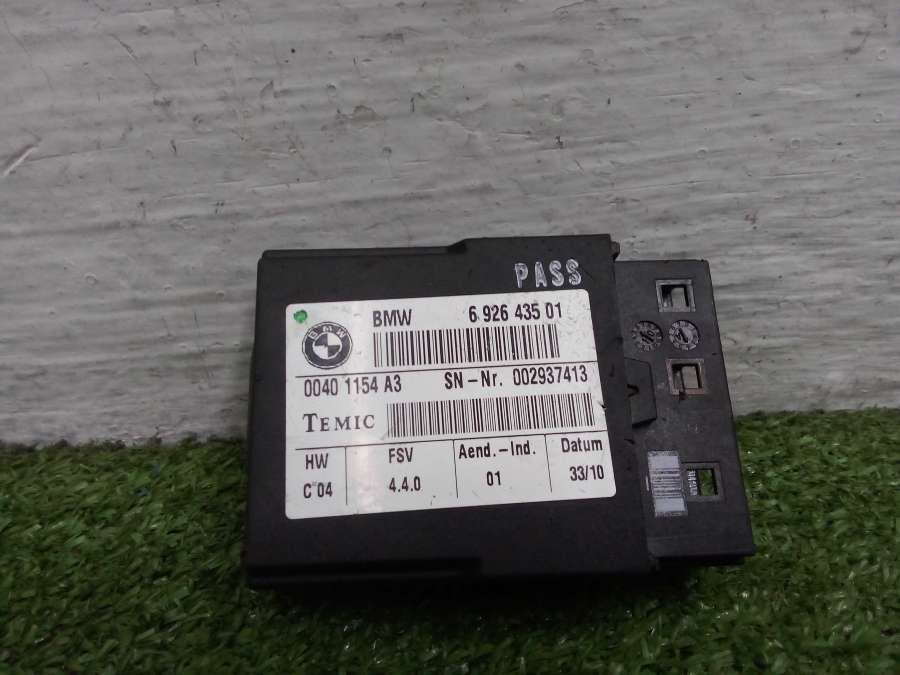 PASS
BMW 6 926 435 01
BMW
0040 1154 A3 SN-Nr. 002937413
TEMIC
HW FSV Aend.-Ind. Datum
C 04 4.4.0 01 33/10